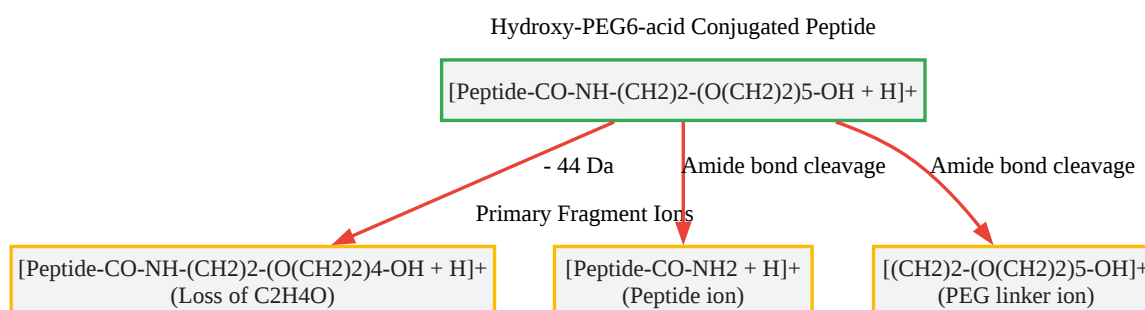 Hydroxy-PEG6-acid Conjugated Peptide
[Peptide-CO-NH-(CH2)2-(O(CH2)2)5-OH + H]+
- 44 Da
Amide bond cleavage
Amide bond cleavage
Primary Fragment Ions
[Peptide-CO-NH-(CH2)2-(O(CH2)2)4-OH + H]+
(Loss of C2H4O)
[Peptide-CO-NH2 + H]+
(Peptide ion)
[(CH2)2-(O(CH2)2)5-OH]+
(PEG linker ion)